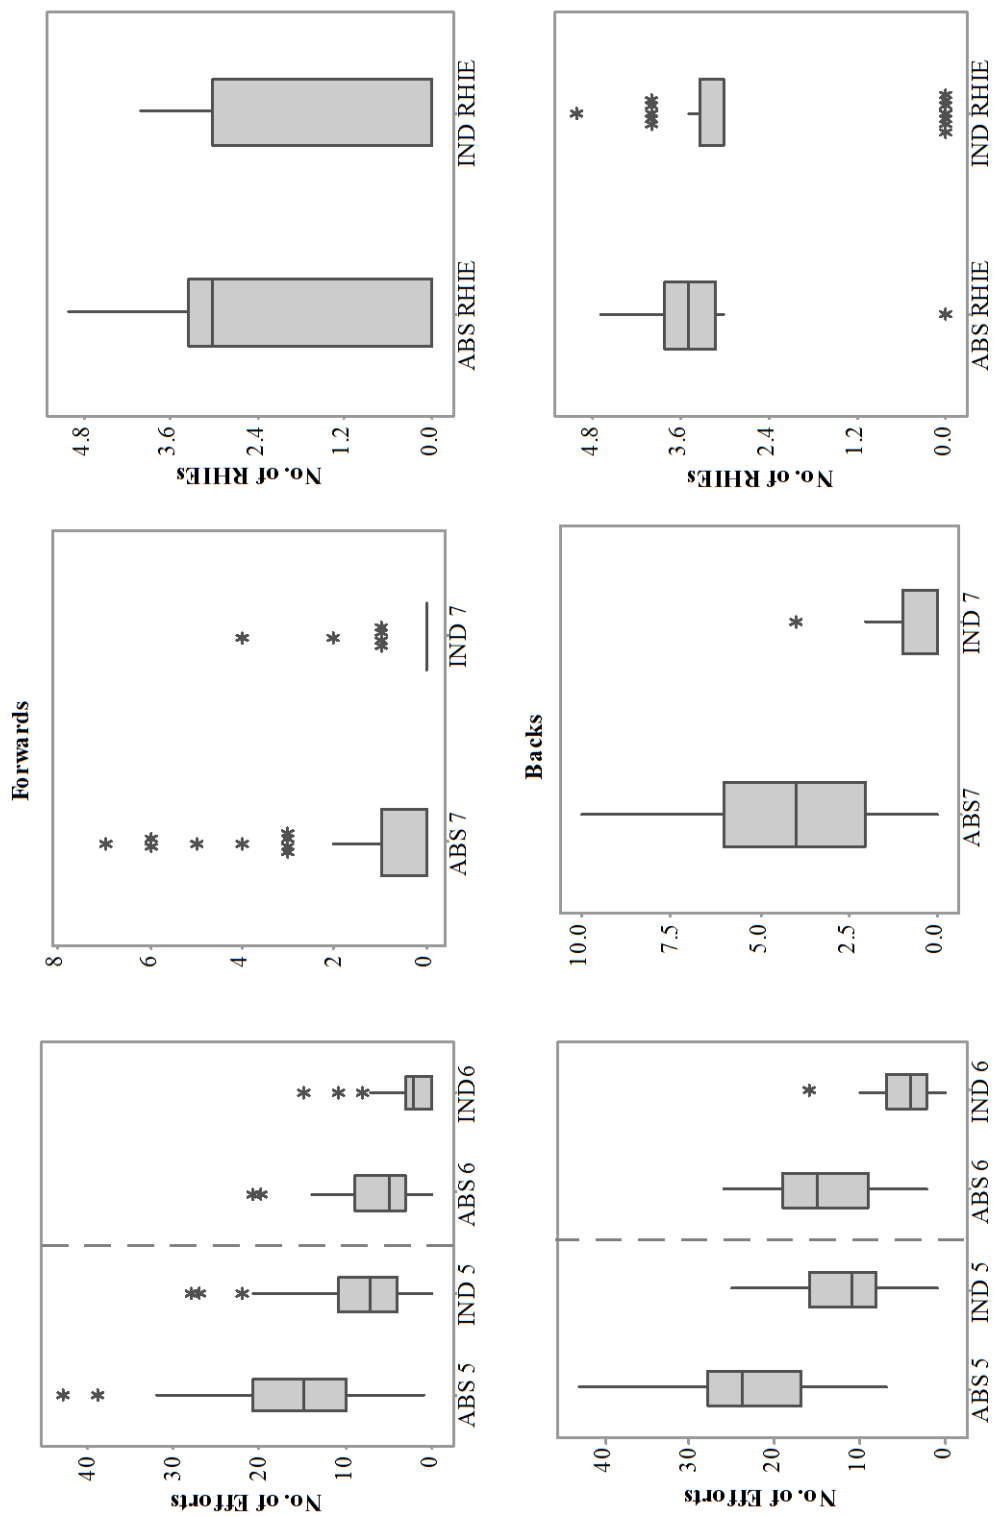 Forwards
No. of Efforts
40
30
20
10
0
ABS 5
IND 5
ABS 6
IND6
8
6
4
2
0
ABS 7
IND 7
No. of RHIEs
4.8
3.6
2.4
1.2
0.0
ABS RHIE
IND RHIE
Backs
No. of Efforts
40
30
20
10
0
ABS 5
IND 5
ABS 6
IND 6
10.0
7.5
5.0
2.5
0.0
ABS7
IND 7
No. of RHIEs
4.8
3.6
2.4
1.2
0.0
ABS RHIE
IND RHIE